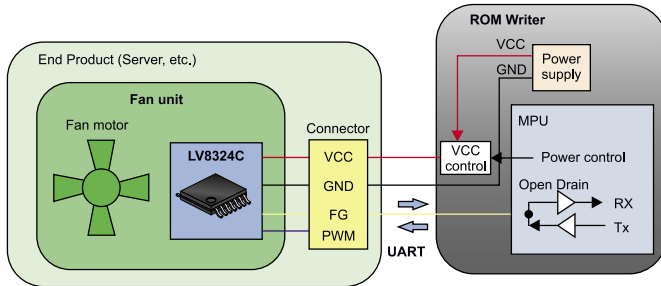 End Product (Server, etc.)
Fan unit
Fan motor
LV8324C
Connector
VCC
GND
FG
PWM
UART
ROM Writer
VCC
GND
Power
supply
VCC
control
MPU
Power control
Open Drain
RX
Tx